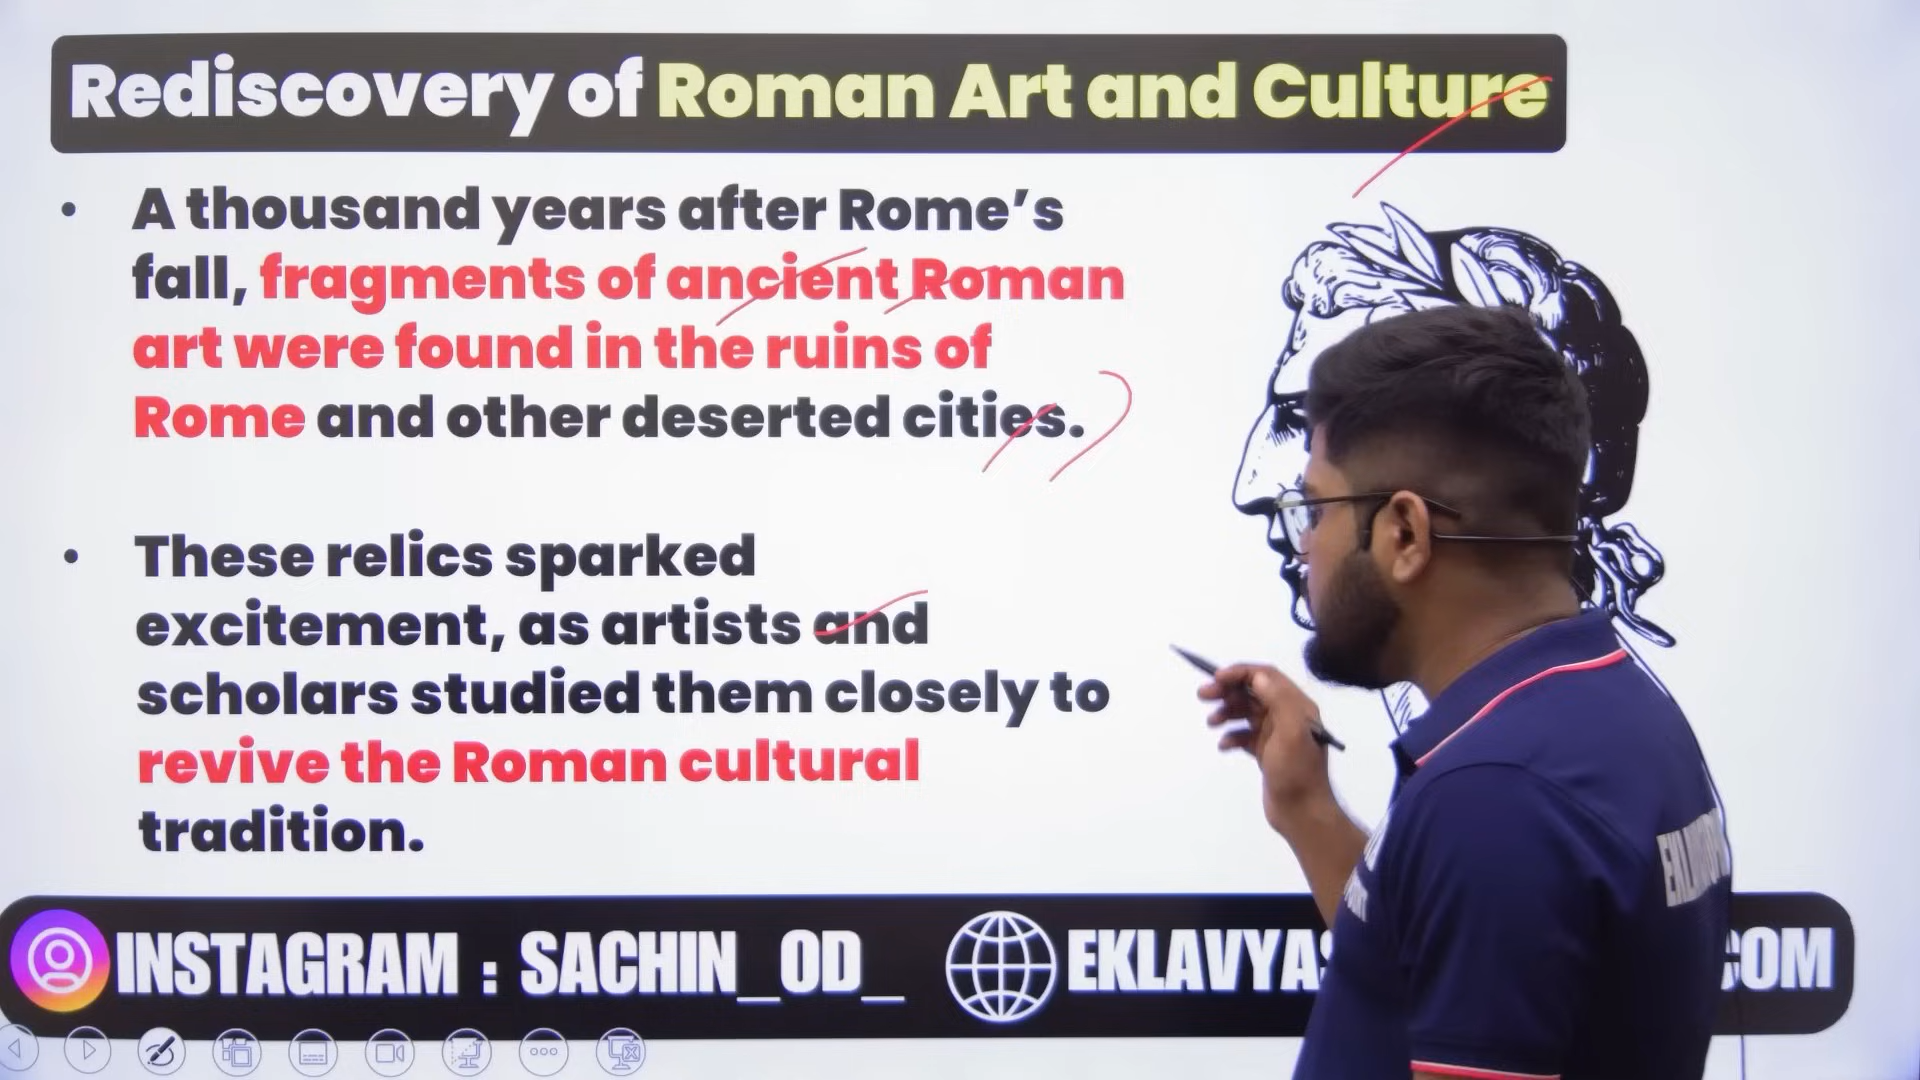 Rediscovery of Roman Art and Culture
• A thousand years after Rome’s
fall, fragments of ancient Roman
art were found in the ruins of
Rome and other deserted cities.
• These relics sparked
excitement, as artists and
scholars studied them closely to
revive the Roman cultural
tradition.
INSTAGRAM : SACHIN_OD_